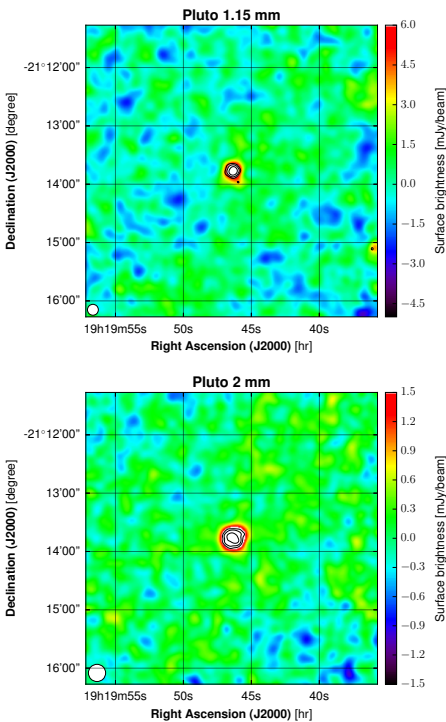 Pluto 1.15 mm
6.0
-21°12'00"
4.5
13'00"
3.0
1.5
14'00"
0.0
−1.5
15'00"
−3.0
16'00"
−4.5
Declination (J2000) [degree]
Surface brightness [mJy/beam]
19h19m55s 50s 45s 40s
Right Ascension (J2000) [hr]
Pluto 2 mm
1.5
-21°12'00"
1.2
0.9
13'00"
0.6
0.3
14'00"
0.0
−0.3
15'00"
−0.6
−0.9
16'00"
−1.2
−1.5
Declination (J2000) [degree]
Surface brightness [mJy/beam]
19h19m55s 50s 45s 40s
Right Ascension (J2000) [hr]